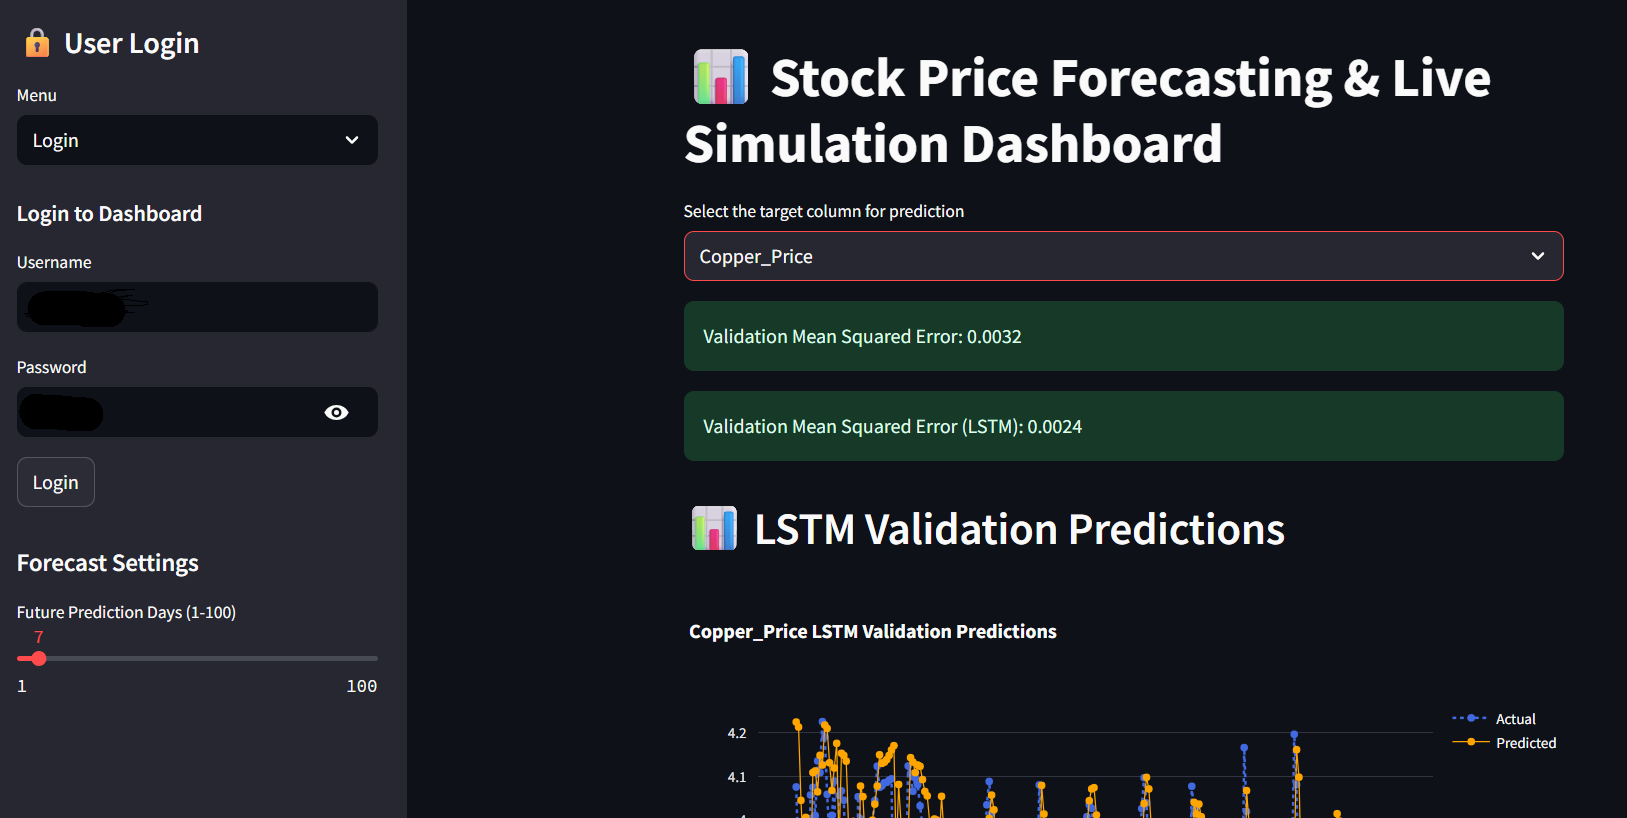 User Login
Menu
Login
Login to Dashboard
Username
Password
Login
Forecast Settings
Future Prediction Days (1-100)
7
1
100
Stock Price Forecasting & Live
Simulation Dashboard
Select the target column for prediction
Copper_Price
Validation Mean Squared Error: 0.0032
Validation Mean Squared Error (LSTM): 0.0024
LSTM Validation Predictions
Copper_Price LSTM Validation Predictions
4.2
4.1
Actual
Predicted